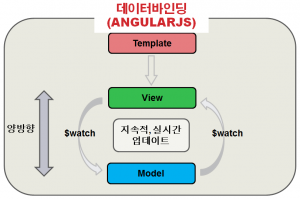 데이터바인딩
(ANGULARJS)
Template
View
양방향
$watch
지속적,실시간
업데이트
$watch
Model